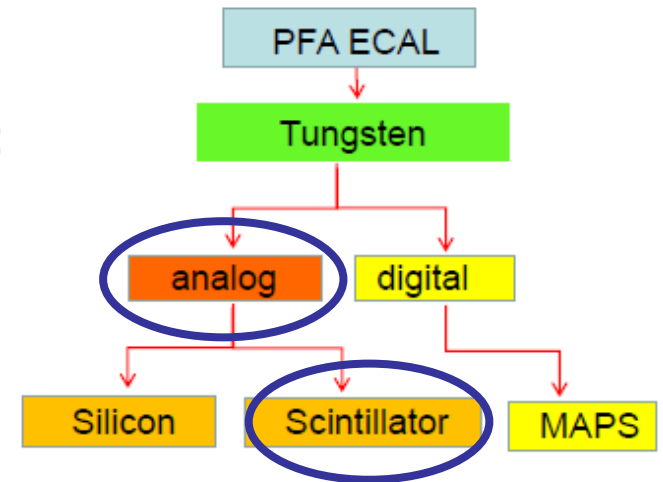 PFA ECAL
Tungsten
analog
digital
Silicon
Scintillator
MAPS